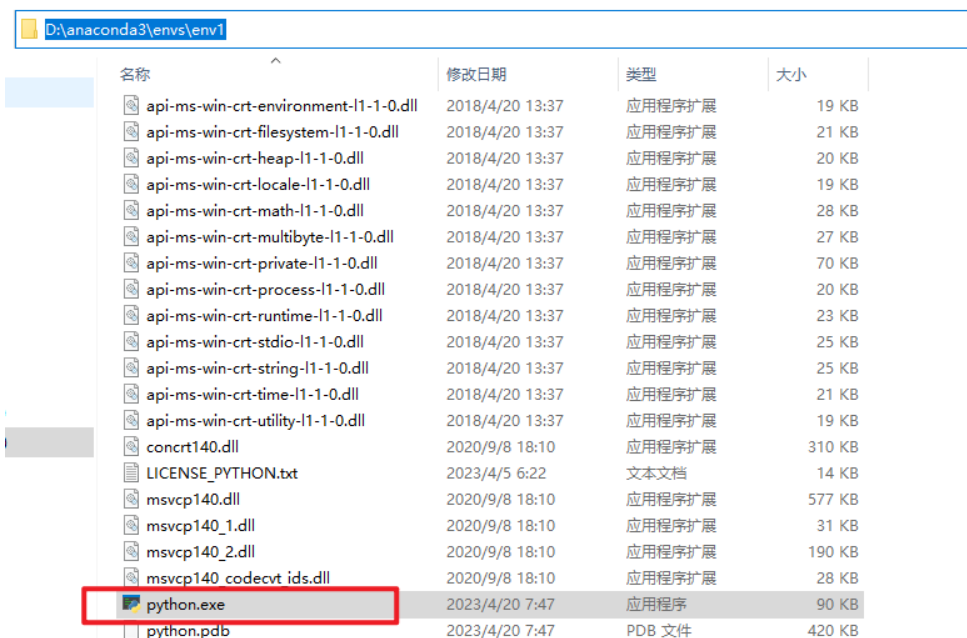 D:\anaconda3\envs\env1
名称 修改日期 类型 大小
api-ms-win-crt-environment-l1-1-0.dll 2018/4/20 13:37 应用程序扩展 19 KB
api-ms-win-crt-filesystem-l1-1-0.dll 2018/4/20 13:37 应用程序扩展 21 KB
api-ms-win-crt-heap-l1-1-0.dll 2018/4/20 13:37 应用程序扩展 20 KB
api-ms-win-crt-locale-l1-1-0.dll 2018/4/20 13:37 应用程序扩展 19 KB
api-ms-win-crt-math-l1-1-0.dll 2018/4/20 13:37 应用程序扩展 28 KB
api-ms-win-crt-multibyte-l1-1-0.dll 2018/4/20 13:37 应用程序扩展 27 KB
api-ms-win-crt-private-l1-1-0.dll 2018/4/20 13:37 应用程序扩展 70 KB
api-ms-win-crt-process-l1-1-0.dll 2018/4/20 13:37 应用程序扩展 20 KB
api-ms-win-crt-runtime-l1-1-0.dll 2018/4/20 13:37 应用程序扩展 23 KB
api-ms-win-crt-stdio-l1-1-0.dll 2018/4/20 13:37 应用程序扩展 25 KB
api-ms-win-crt-string-l1-1-0.dll 2018/4/20 13:37 应用程序扩展 25 KB
api-ms-win-crt-time-l1-1-0.dll 2018/4/20 13:37 应用程序扩展 21 KB
api-ms-win-crt-utility-l1-1-0.dll 2018/4/20 13:37 应用程序扩展 19 KB
concrt140.dll 2020/9/8 18:10 应用程序扩展 310 KB
LICENSE_PYTHON.txt 2023/4/5 6:22 文本文档 14 KB
msvcp140.dll 2020/9/8 18:10 应用程序扩展 577 KB
msvcp140_1.dll 2020/9/8 18:10 应用程序扩展 31 KB
msvcp140_2.dll 2020/9/8 18:10 应用程序扩展 190 KB
msvcp140_codecvt_ids.dll 2020/9/8 18:10 应用程序扩展 28 KB
python.exe 2023/4/20 7:47 应用程序 90 KB
python.pdb 2023/4/20 7:47 PDB 文件 420 KB